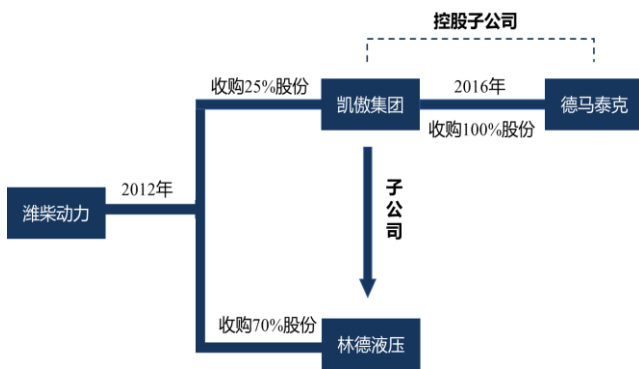 控股子公司
收购25%股份
凯傲集团
2016年
收购100%股份
德马泰克
潍柴动力
2012年
子公司
收购70%股份
林德液压